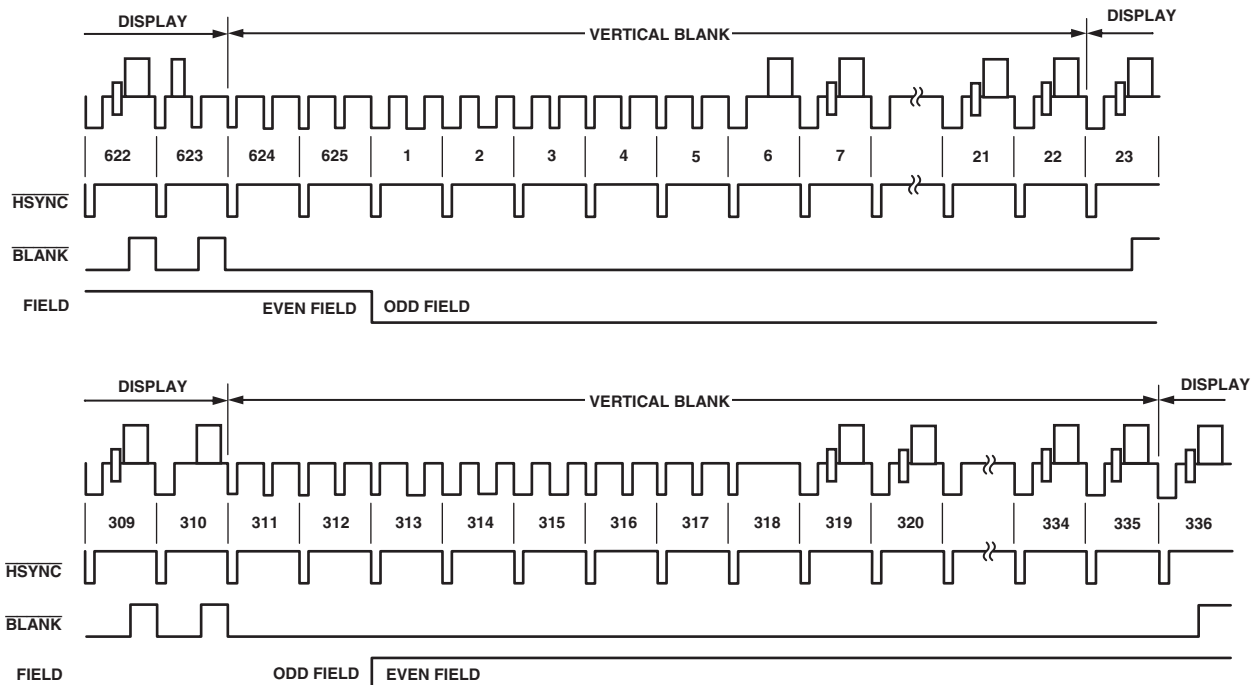 DISPLAY VERTICAL BLANK DISPLAY
622 623 624 625 1 2 3 4 5 6 7 21 22 23
HSYNC
BLANK
FIELD EVEN FIELD ODD FIELD
DISPLAY VERTICAL BLANK DISPLAY
309 310 311 312 313 314 315 316 317 318 319 320 334 335 336
HSYNC
BLANK
FIELD ODD FIELD EVEN FIELD